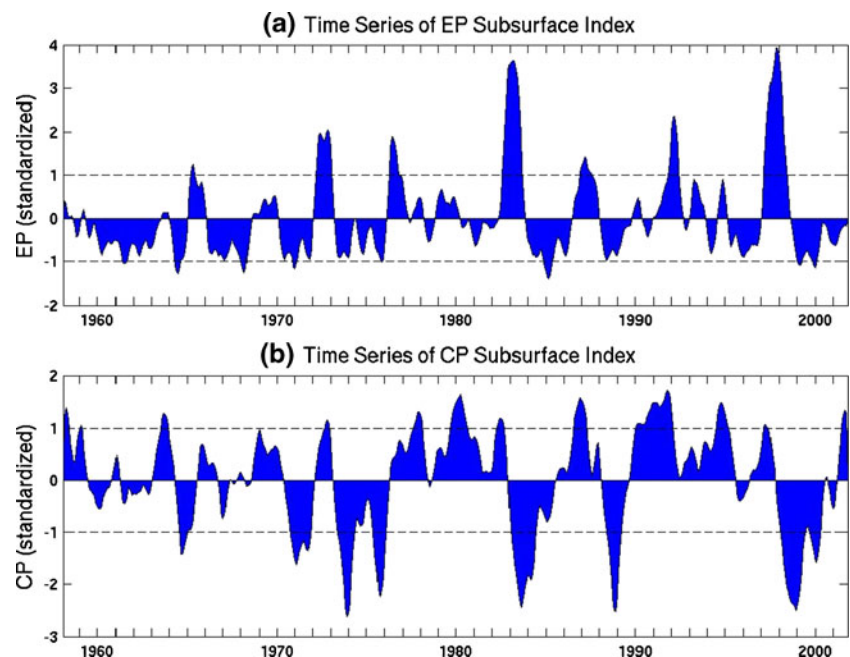 (a) Time Series of EP Subsurface Index
EP (standardized)
4
3
2
1
0
-1
-2
1960 1970 1980 1990 2000
(b) Time Series of CP Subsurface Index
CP (standardized)
2
1
0
-1
-2
-3
1960 1970 1980 1990 2000